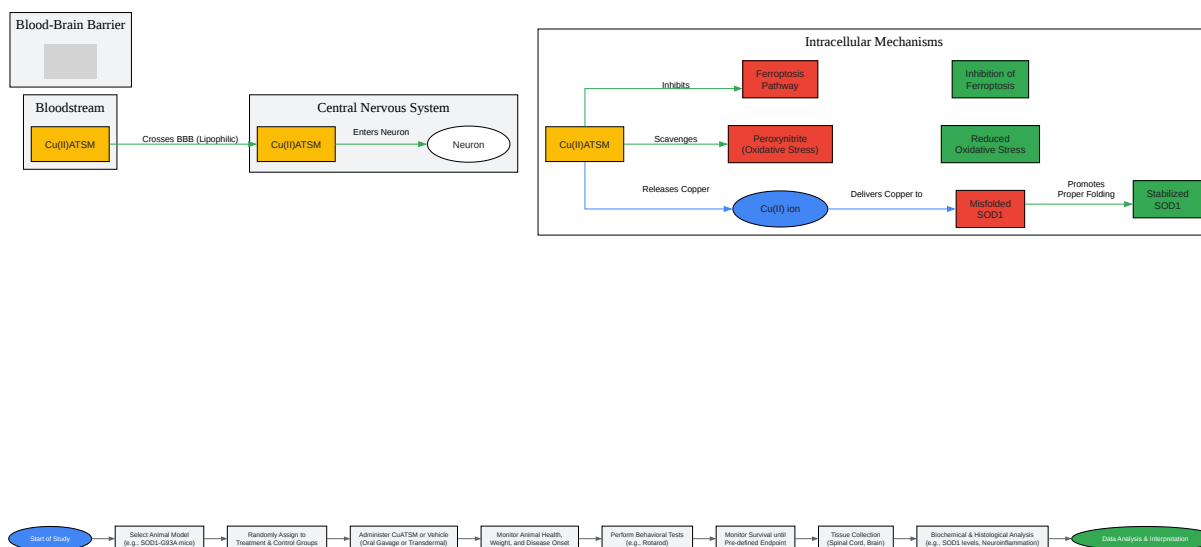 Blood-Brain Barrier
Bloodstream
Cu(II)ATSM
Crosses BBB (Lipophilic)
Central Nervous System
Cu(II)ATSM
Enters Neuron
Neuron
Intracellular Mechanisms
Cu(II)ATSM
Inhibits
Ferroptosis
Pathway
Inhibition of
Ferroptosis
Scavenges
Peroxynitrite
(Oxidative Stress)
Reduced
Oxidative Stress
Releases Copper
Cu(II) ion
Delivers Copper to
Misfolded
SOD1
Promotes
Proper Folding
Stabilized
SOD1
Start of Study
Select Animal Model
(e.g., SOD1-G93A mice)
Randomly Assign to
Treatment & Control Groups
Administer CuATSM or Vehicle
(Oral Gavage or Transdermal)
Monitor Animal Health,
Weight, and Disease Onset
Perform Behavioral Tests
(e.g., Rotarod)
Monitor Survival until
Pre-defined Endpoint
Tissue Collection
(Spinal Cord, Brain)
Biochemical & Histological Analysis
(e.g., SOD1 levels, Neuroinflammation)
Data Analysis & Interpretation